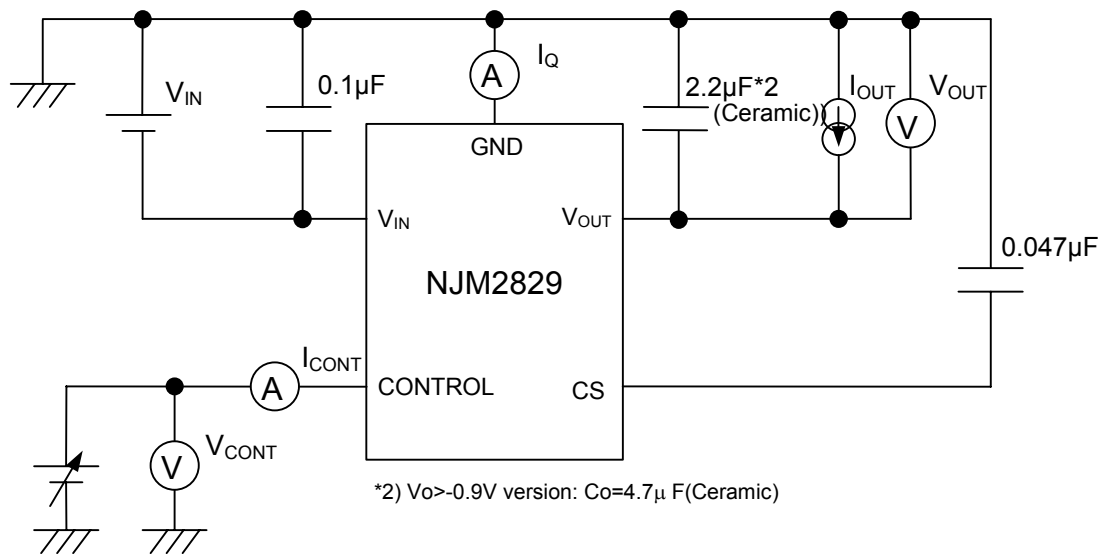 I_Q
A
V_IN
0.1µF
2.2µF*2
(Ceramic))
I_OUT
V_OUT
V
GND
V_IN
V_OUT
0.047µF
NJM2829
I_CONT
A
CONTROL
CS
V_CONT
V
*2) Vo>-0.9V version: Co=4.7µ F(Ceramic)